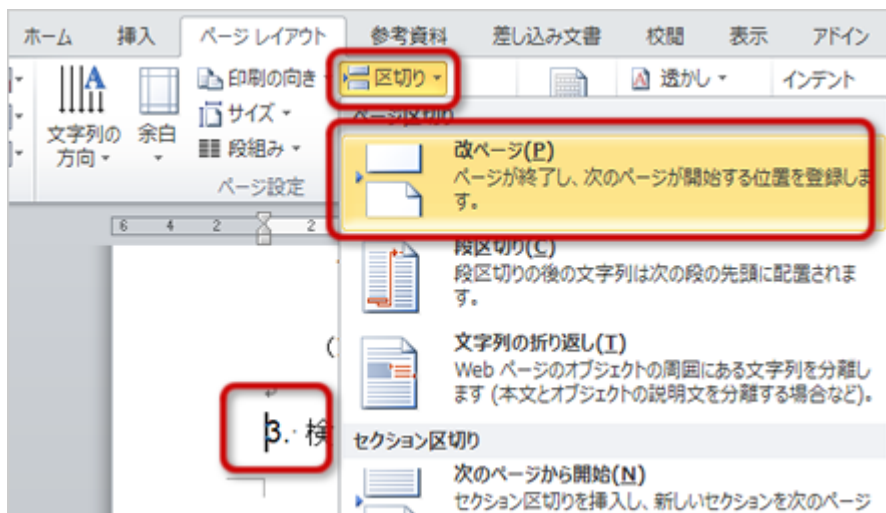 ホーム 挿入 ページ レイアウト 参考資料 差し込み文書 校閲 表示 アドイン
文字列の方向 余白 印刷の向き 区切り 透かし インデント
サイズ
段組み
ページ設定
ページ区切り
改ページ(P)
ページが終了し、次のページが開始する位置を登録しま
す。
段区切り(C)
段区切りの後の文字列は次の段の先頭に配置されま
す。
文字列の折り返し(T)
Web ページのオブジェクトの周囲にある文字列を分離し
ます (本文とオブジェクトの説明文を分離する場合など)。
セクション区切り
次のページから開始(N)
セクション区切りを挿入し、新しいセクションを次のページ
6 4 2 2
(
3. 検